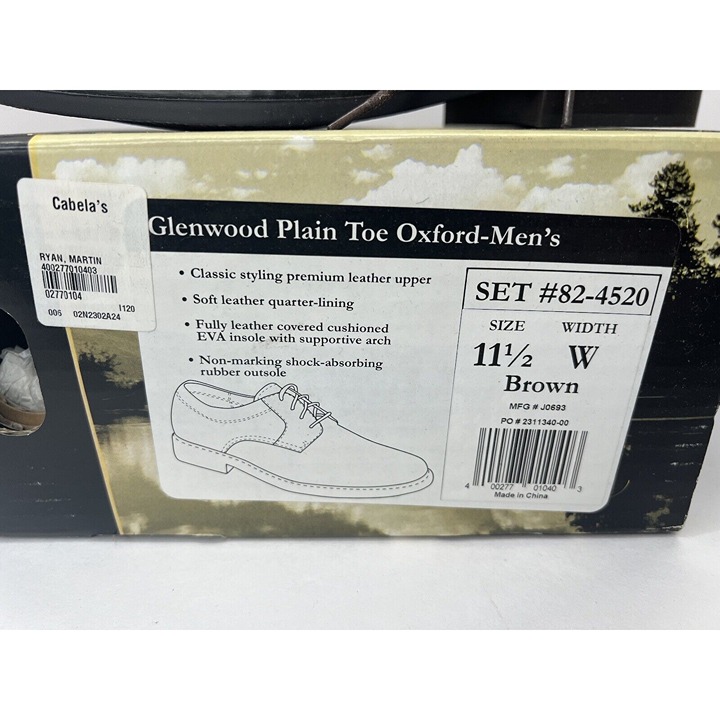 Cabela's
RYAN, MARTIN
400277010403
02770104
I120
006 02N2302A24
Glenwood Plain Toe Oxford-Men's
• Classic styling premium leather upper
• Soft leather quarter-lining
• Fully leather covered cushioned
EVA insole with supportive arch
• Non-marking shock-absorbing
rubber outsole
SET #82-4520
SIZE WIDTH
11½ W
Brown
MFG # J0693
PO # 2311340-00
4 00277 01040 3
Made in China